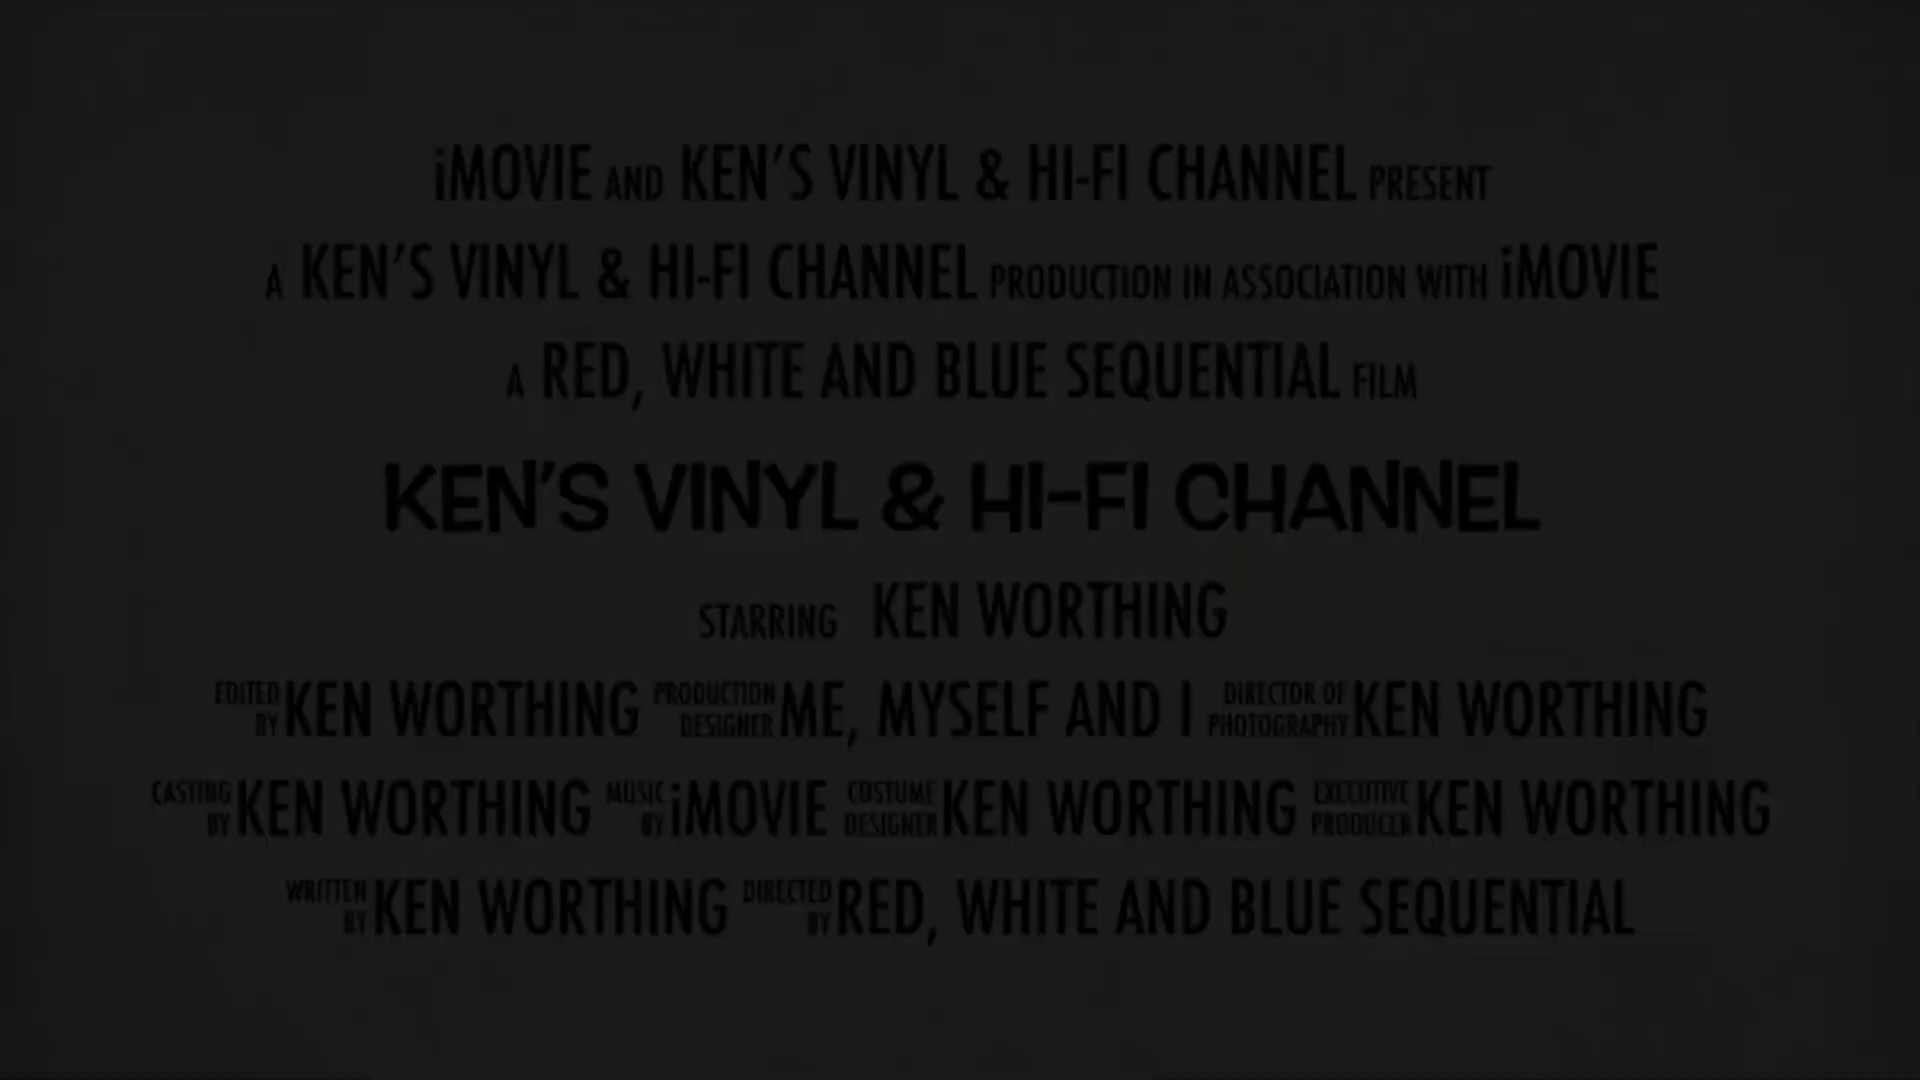 iMOVIE AND KEN'S VINYL & HI-FI CHANNEL PRESENT
A KEN'S VINYL & HI-FI CHANNEL PRODUCTION IN ASSOCIATION WITH iMOVIE
A RED, WHITE AND BLUE SEQUENTIAL FILM
KEN'S VINYL & HI-FI CHANNEL
STARRING KEN WORTHING
EDITED BY KEN WORTHING PRODUCTION DESIGNER ME, MYSELF AND I DIRECTOR OF PHOTOGRAPHY KEN WORTHING
CASTING BY KEN WORTHING MUSIC BY iMOVIE COSTUME DESIGNER KEN WORTHING EXECUTIVE PRODUCER KEN WORTHING
WRITTEN BY KEN WORTHING DIRECTED BY RED, WHITE AND BLUE SEQUENTIAL